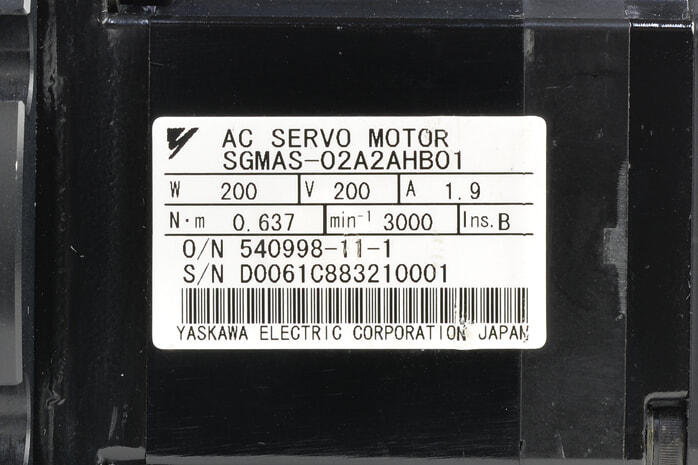 AC SERVO MOTOR
SGMAS-02A2AHB01
W 200 V 200 A 1.9
N・m 0.637 min⁻¹ 3000 Ins. B
O/N 540998-11-1
S/N D0061C883210001
YASKAWA ELECTRIC CORPORATION JAPAN